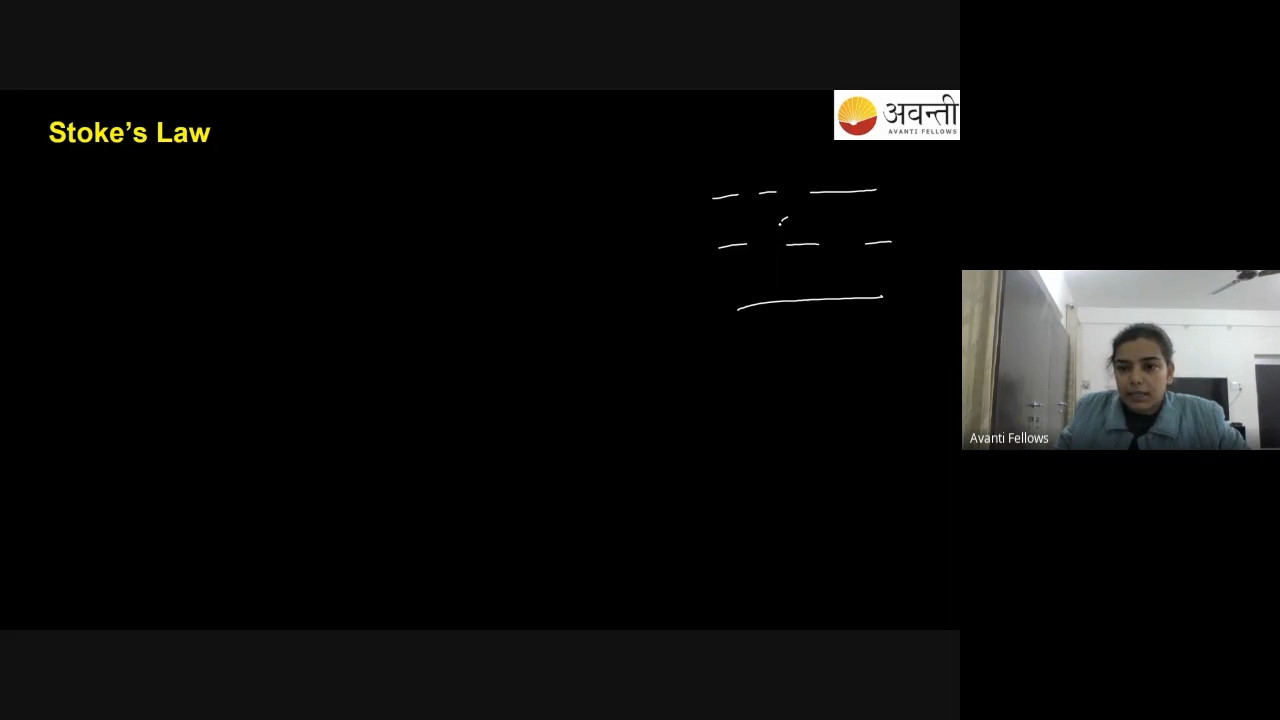 Stoke's Law
अवन्ती
AVANTI FELLOWS
Avanti Fellows